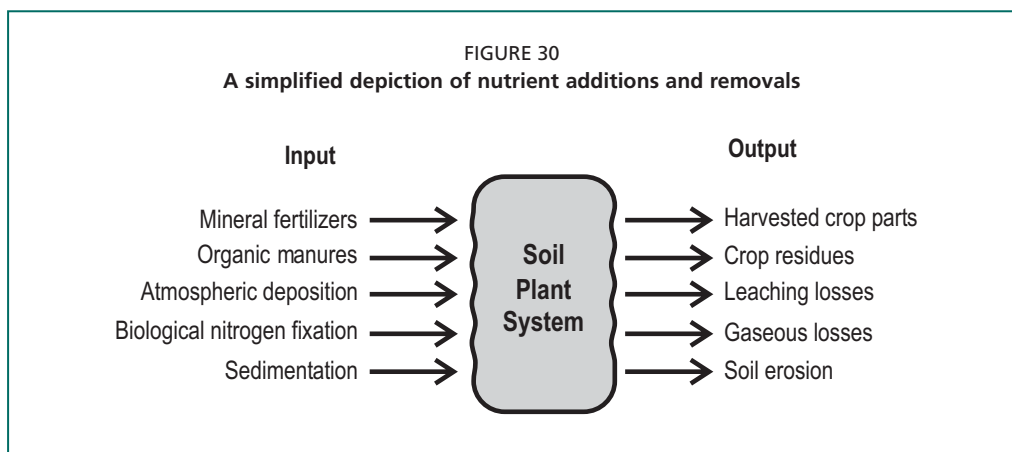 FIGURE 30
A simplified depiction of nutrient additions and removals
Input
Output
Mineral fertilizers
Organic manures
Atmospheric deposition
Biological nitrogen fixation
Sedimentation
Soil
Plant
System
Harvested crop parts
Crop residues
Leaching losses
Gaseous losses
Soil erosion